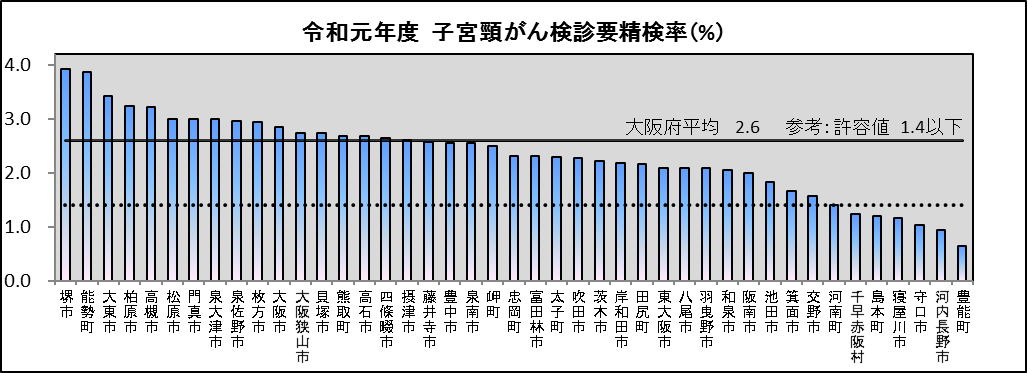 令和元年度 子宮頸がん検診要精検率(%)
4.0
3.0
2.0
1.0
0.0
大阪府平均 2.6 参考:許容値 1.4以下
堺市
能勢町
大東市
柏原市
高槻市
松原市
門真市
泉大津市
泉佐野市
枚方市
大阪市
大阪狭山市
貝塚市
熊取町
高石市
四條畷市
摂津市
藤井寺市
豊中市
泉南市
岬町
忠岡町
富田林市
太子町
吹田市
茨木市
岸和田市
田尻町
東大阪市
八尾市
羽曳野市
和泉市
阪南市
池田市
箕面市
交野市
河南町
千早赤阪村
島本町
寝屋川市
守口市
河内長野市
豊能町